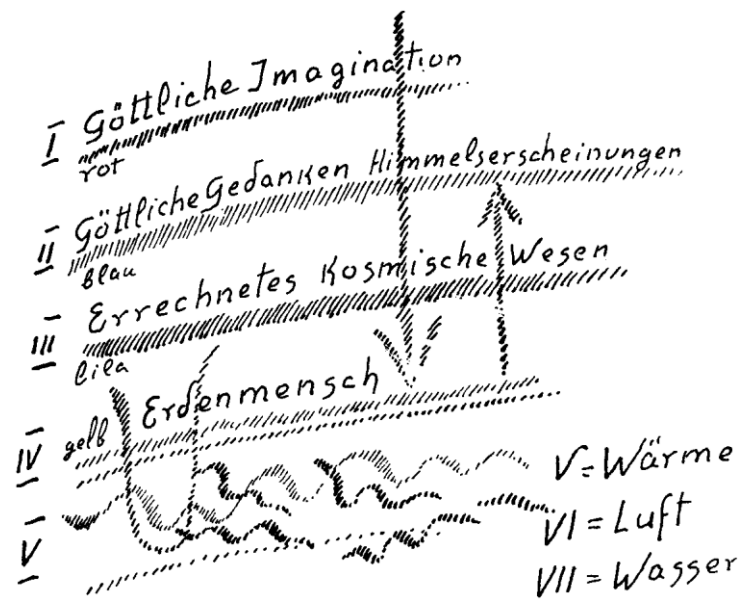 I Göttliche Imagination
rot
II Göttliche Gedanken Himmelserscheinungen
blau
III Errechnetes Kosmische Wesen
lila
IV gelb Erdenmensch
V
V = Wärme
VI = Luft
VII = Wasser